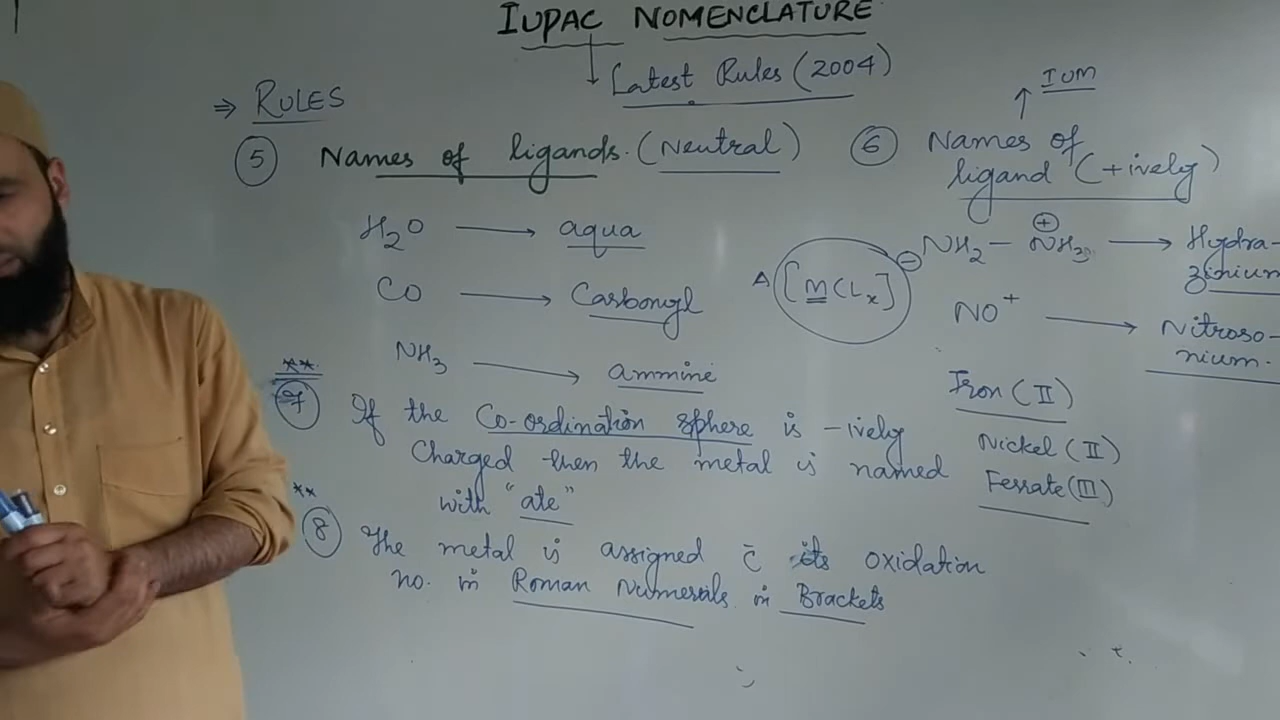 IUPAC NOMENCLATURE
Latest Rules (2004)
⇒ RULES
⑤ Names of ligands. (Neutral)
H₂O ⟶ aqua
CO ⟶ Carbonyl
NH₃ ⟶ ammine
** ⑦ If the Co-ordination sphere is -ively
Charged then the metal is named
with "ate"
** ⑧ The metal is assigned c̄ its oxidation
no. in Roman Numerals in Brackets
↑ IUM
⑥ Names of
ligand (+ively)
NH₂ – N⊕H₃ ⟶ Hydra-
zinium
NO⁺ ⟶ Nitroso-
nium.
A [MCLₓ]⊖
Iron (II)
Nickel (II)
Ferrate (III)